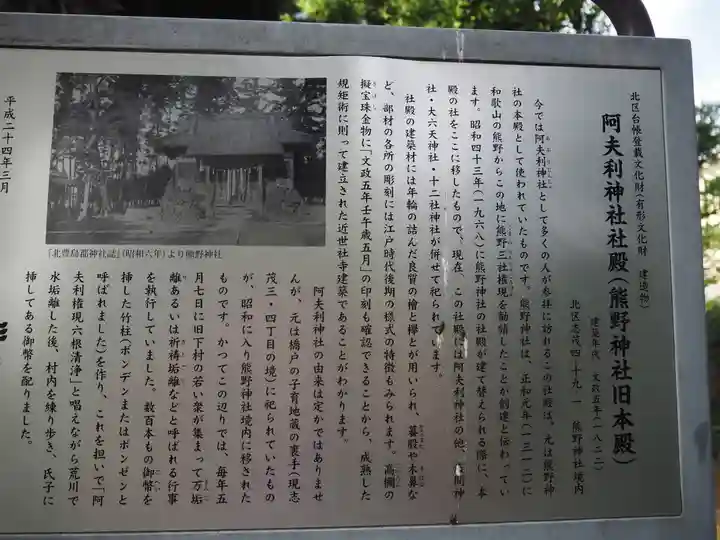 北区台帳登載文化財(有形文化財 建造物)
阿夫利神社社殿(熊野神社旧本殿)
建築年代 文政五年(一八二二)
北区志茂四-十九-一 熊野神社境内
今では阿夫利神社として多くの人がお参りに訪れるこの社殿は、元は熊野神
社の本殿として使われていたものです。熊野神社は、正和元年(一三一二)に
和歌山の熊野からこの地に熊野三社権現を勧請したことが創建と伝わってい
ます。昭和四十三年(一九六八)に熊野神社の社殿が建て替えられる際に、本
殿の社をここに移したもので、現在、この社殿には阿夫利神社の他、浅間神
社・大六天神社・十二社神社が併せて祀られています。
社殿の建築材には年輪の詰んだ良質の檜と欅とが用いられ、蟇股や木鼻な
ど、部材の各所の彫刻には江戸時代後期の様式の特徴もみられます。高欄の
擬宝珠金物に「文政五年壬午歳五月」の印刻も確認できることから、成熟した
規矩術に則って建立された近世社寺建築であることがわかります。
阿夫利神社の由来は定かではありませ
んが、元は橋戸の子育地蔵の裏手(現志
茂三・四丁目の境)に祀られていたもの
が、昭和に入り熊野神社境内に移された
ものです。かつてこの辺りでは、毎年五
月七日に旧下村の若い衆が集まって万垢
離あるいは祈祷垢離などと呼ばれる行事
を執行していました。数百本もの御幣を
挿した竹柱(ボンデンまたはボンゼンと
呼ばれました)を作り、これを担いで「阿
夫利権現六根清浄」と唱えながら荒川で
水垢離した後、村内を練り歩き、氏子に
挿してある御幣を配りました。
「北豊島郡神社誌」(昭和六年)より熊野神社
平成二十四年三月